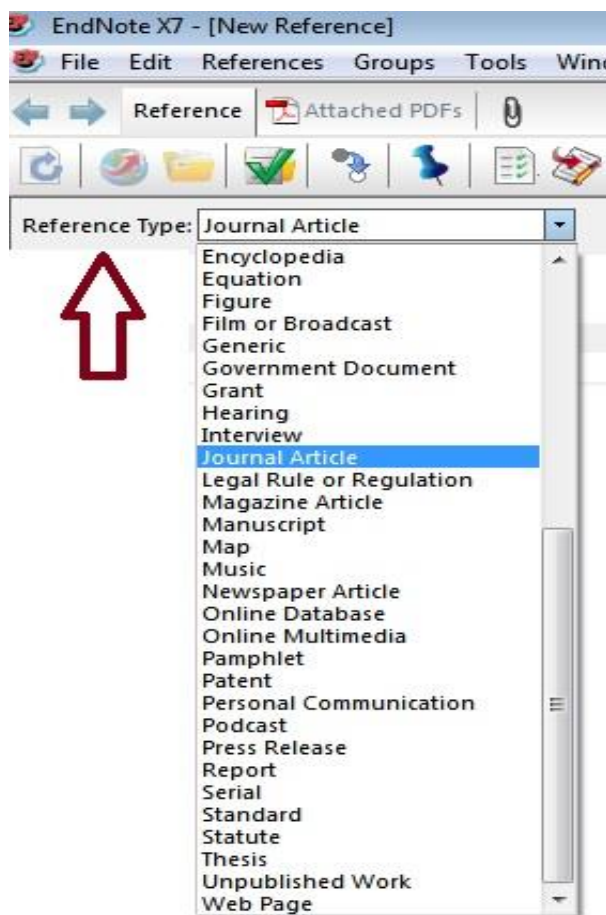 EndNote X7 - [New Reference]
File Edit References Groups Tools
Reference Attached PDFs
Reference Type: Journal Article
Encyclopedia
Equation
Figure
Film or Broadcast
Generic
Government Document
Grant
Hearing
Interview
Journal Article
Legal Rule or Regulation
Magazine Article
Manuscript
Map
Music
Newspaper Article
Online Database
Online Multimedia
Pamphlet
Patent
Personal Communication
Podcast
Press Release
Report
Serial
Standard
Statute
Thesis
Unpublished Work
Web Page